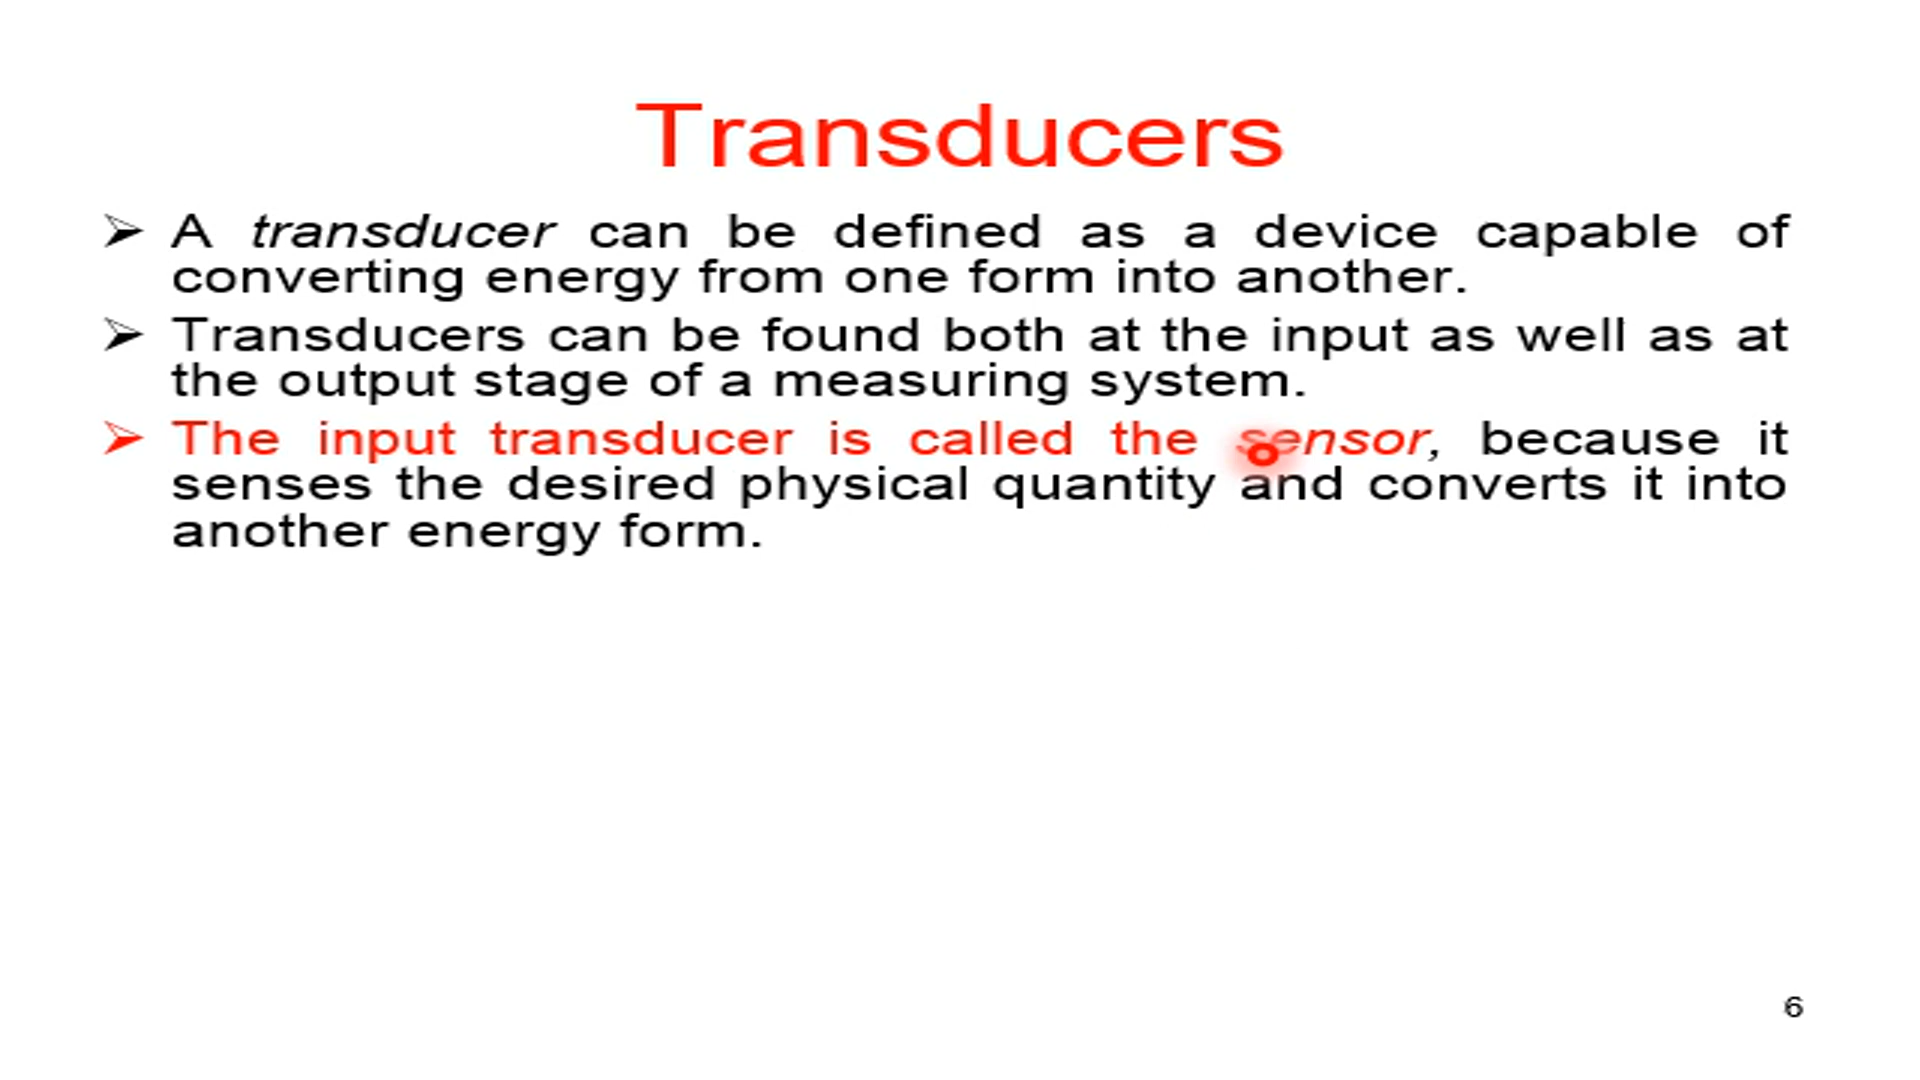 Transducers
➢ A transducer can be defined as a device capable of
converting energy from one form into another.
➢ Transducers can be found both at the input as well as at
the output stage of a measuring system.
➢ The input transducer is called the sensor, because it
senses the desired physical quantity and converts it into
another energy form.
6